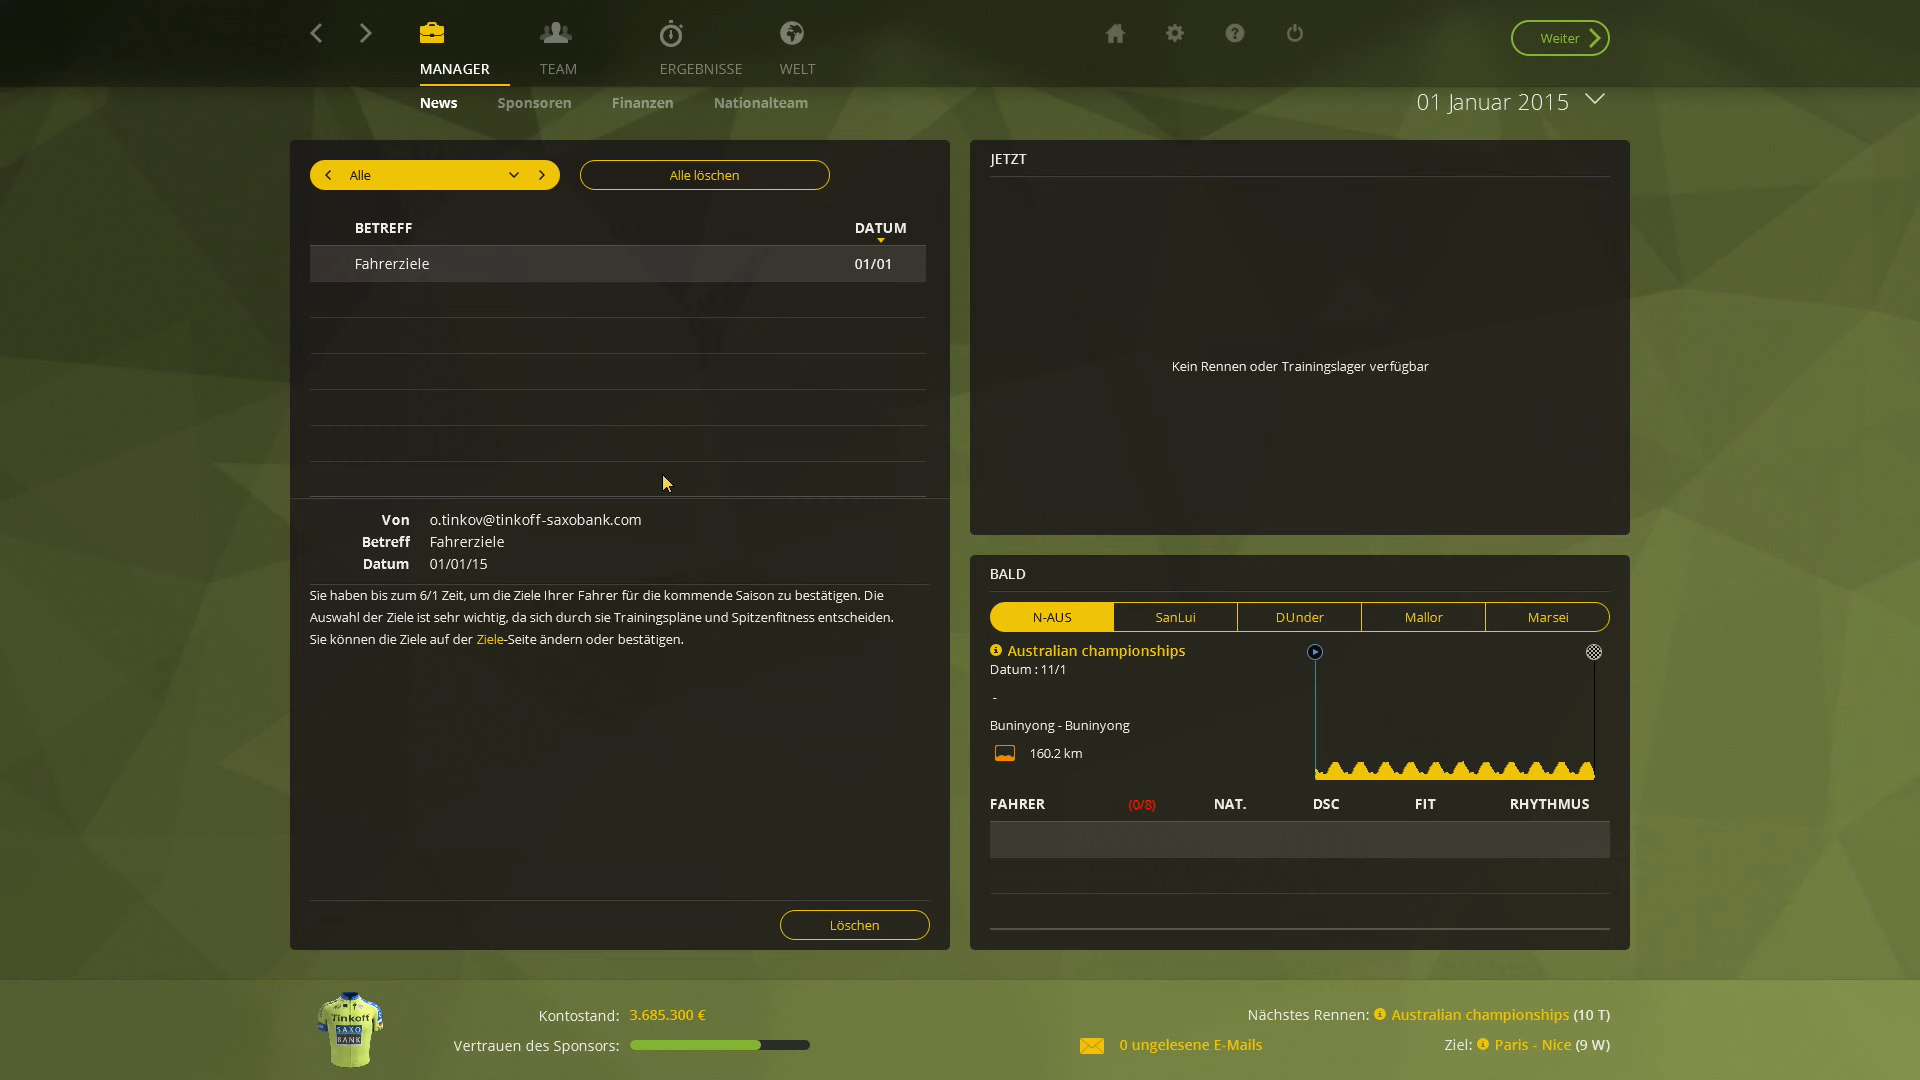 MANAGER TEAM ERGEBNISSE WELT
Weiter
News Sponsoren Finanzen Nationalteam
01 Januar 2015
Alle
Alle löschen
BETREFF DATUM
Fahrerziele 01/01
Von o.tinkov@tinkoff-saxobank.com
Betreff Fahrerziele
Datum 01/01/15
Sie haben bis zum 6/1 Zeit, um die Ziele Ihrer Fahrer für die kommende Saison zu bestätigen. Die
Auswahl der Ziele ist sehr wichtig, da sich durch sie Trainingspläne und Spitzenfitness entscheiden.
Sie können die Ziele auf der Ziele-Seite ändern oder bestätigen.
Löschen
JETZT
Kein Rennen oder Trainingslager verfügbar
BALD
N-AUS SanLui DUnder Mallor Marsei
Australian championships
Datum : 11/1
-
Buninyong - Buninyong
160.2 km
FAHRER (0/8) NAT. DSC FIT RHYTHMUS
Tinkoff
SAXO
BANK
Kontostand: 3.685.300 €
Vertrauen des Sponsors:
0 ungelesene E-Mails
Nächstes Rennen: Australian championships (10 T)
Ziel: Paris - Nice (9 W)